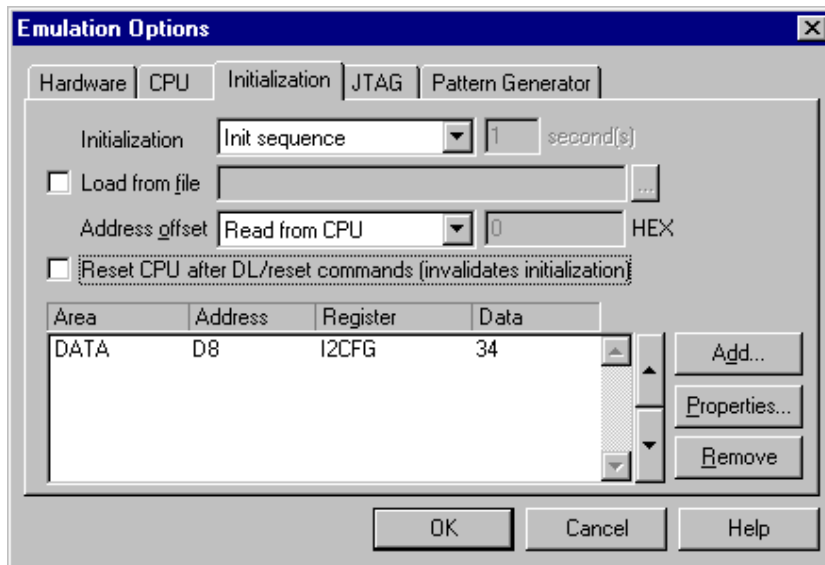 Emulation Options
Hardware CPU Initialization JTAG Pattern Generator
Initialization Init sequence 1 second(s)
Load from file ...
Address offset Read from CPU 0 HEX
Reset CPU after DL/reset commands (invalidates initialization)
Area Address Register Data
DATA D8 I2CFG 34
Add...
Properties...
Remove
OK Cancel Help